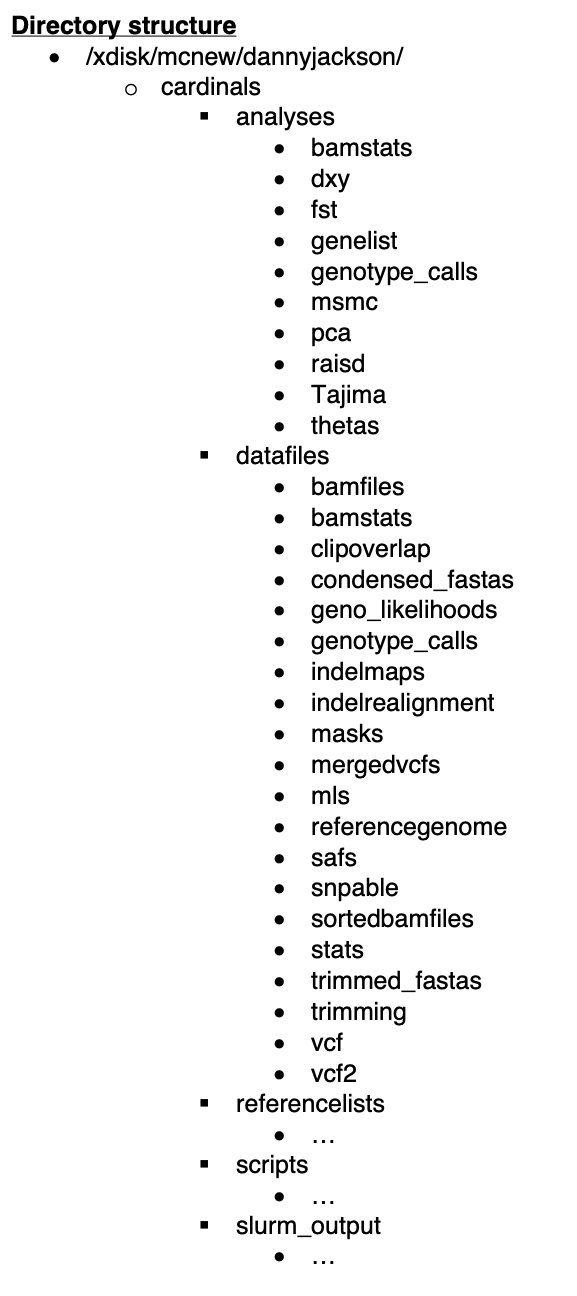 Directory structure
• /xdisk/mcnew/dannyjackson/
○ cardinals
▪ analyses
• bamstats
• dxy
• fst
• genelist
• genotype_calls
• msmc
• pca
• raisd
• Tajima
• thetas
▪ datafiles
• bamfiles
• bamstats
• clipoverlap
• condensed_fastas
• geno_likelihoods
• genotype_calls
• indelmaps
• indelrealignment
• masks
• mergedvcfs
• mls
• referencegenome
• safs
• snpable
• sortedbamfiles
• stats
• trimmed_fastas
• trimming
• vcf
• vcf2
▪ referencelists
• …
▪ scripts
• …
▪ slurm_output
• …